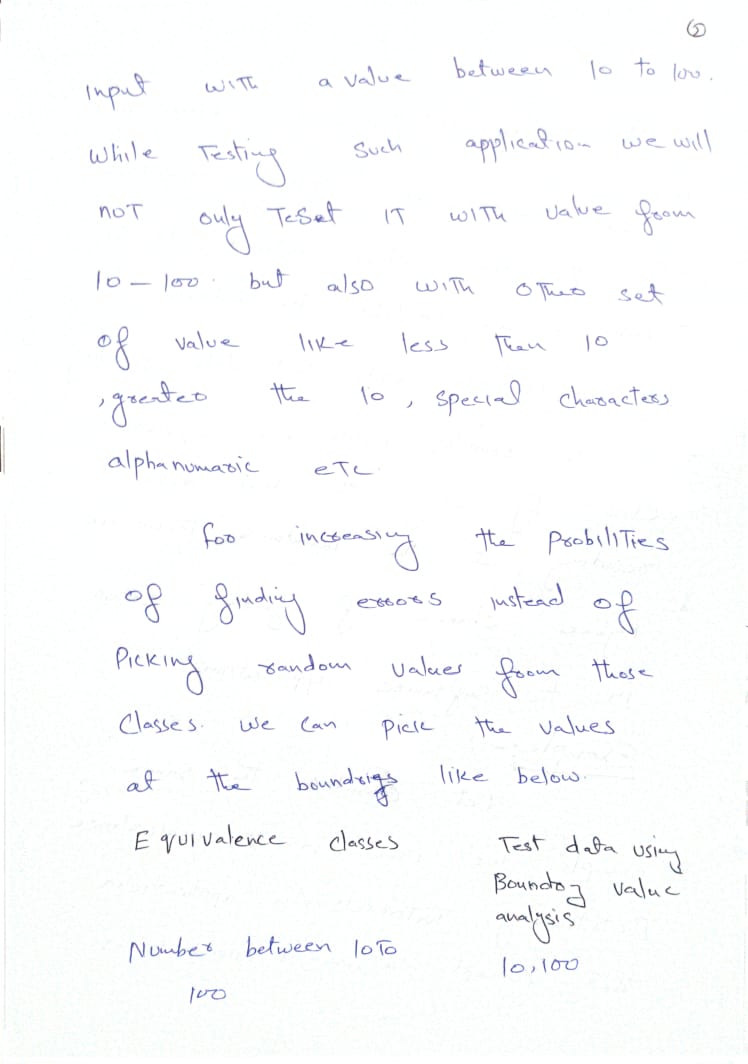 ②
Input with a value between 10 to 100.
While Testing such application we will
not only Teset IT with value from
10 – 100. but also with other set
of value like less then 10
, greater the 10, special characters
alphanumaric etc
for increasing the Probilities
of finding errors instead of
Picking random values from those
Classes. we can pick the values
at the boundries like below.
Equivalence classes Test data using
Boundry value
analysis
Number between 10 To 10,100
100